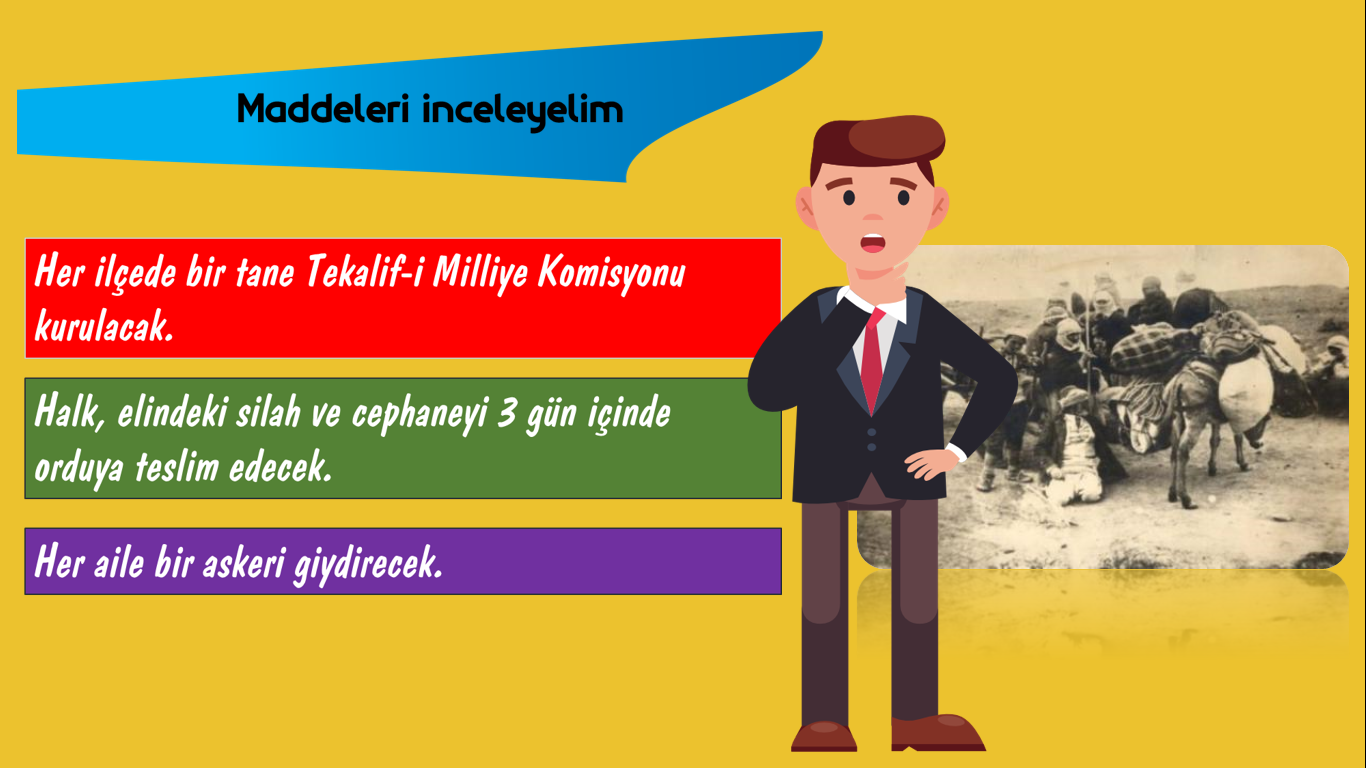 Maddeleri inceleyelim
Her ilçede bir tane Tekalif-i Milliye Komisyonu
kurulacak.
Halk, elindeki silah ve cephaneyi 3 gün içinde
orduya teslim edecek.
Her aile bir askeri giydirecek.